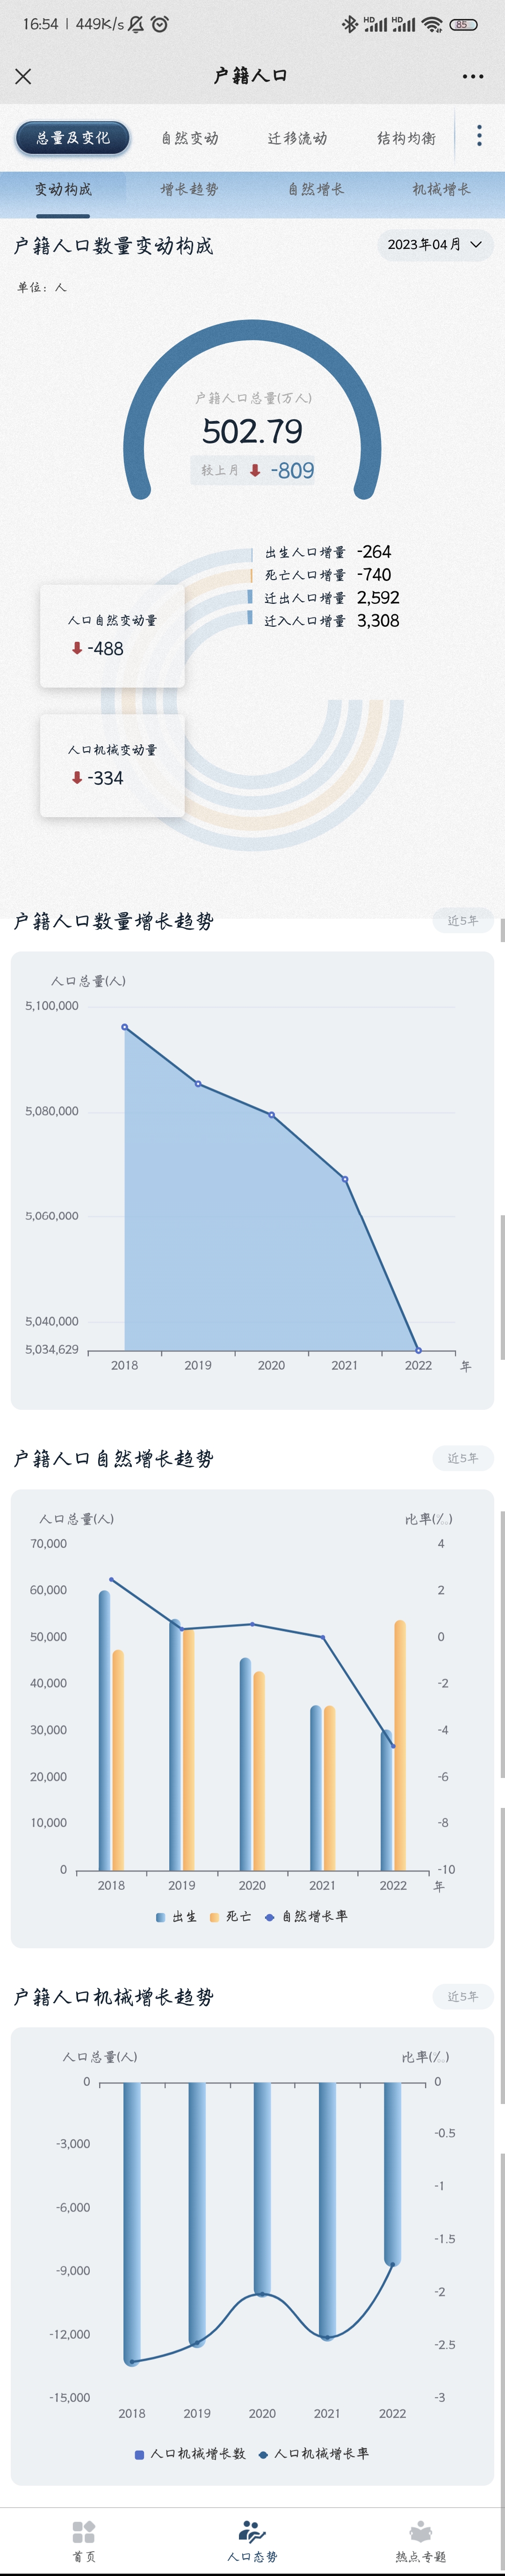 16:54 | 449K/s HD HD 85
户籍人口
总量及变化 自然变动 迁移流动 结构均衡
变动构成 增长趋势 自然增长 机械增长
户籍人口数量变动构成 2023年04月
单位：人
户籍人口总量(万人)
502.79
较上月 -809
出生人口增量 -264
死亡人口增量 -740
迁出人口增量 2,592
迁入人口增量 3,308
人口自然变动量
-488
人口机械变动量
-334
户籍人口数量增长趋势 近5年
人口总量(人)
5,100,000
5,080,000
5,060,000
5,040,000
5,034,629
2018 2019 2020 2021 2022 年
户籍人口自然增长趋势 近5年
人口总量(人) 比率(‰)
70,000 4
60,000 2
50,000 0
40,000 -2
30,000 -4
20,000 -6
10,000 -8
0 -10
2018 2019 2020 2021 2022 年
出生 死亡 自然增长率
户籍人口机械增长趋势 近5年
人口总量(人) 比率(‰)
0 0
-0.5
-3,000
-1
-6,000
-1.5
-9,000
-2
-12,000
-2.5
-15,000 -3
2018 2019 2020 2021 2022
人口机械增长数 人口机械增长率
首页 人口态势 热点专题